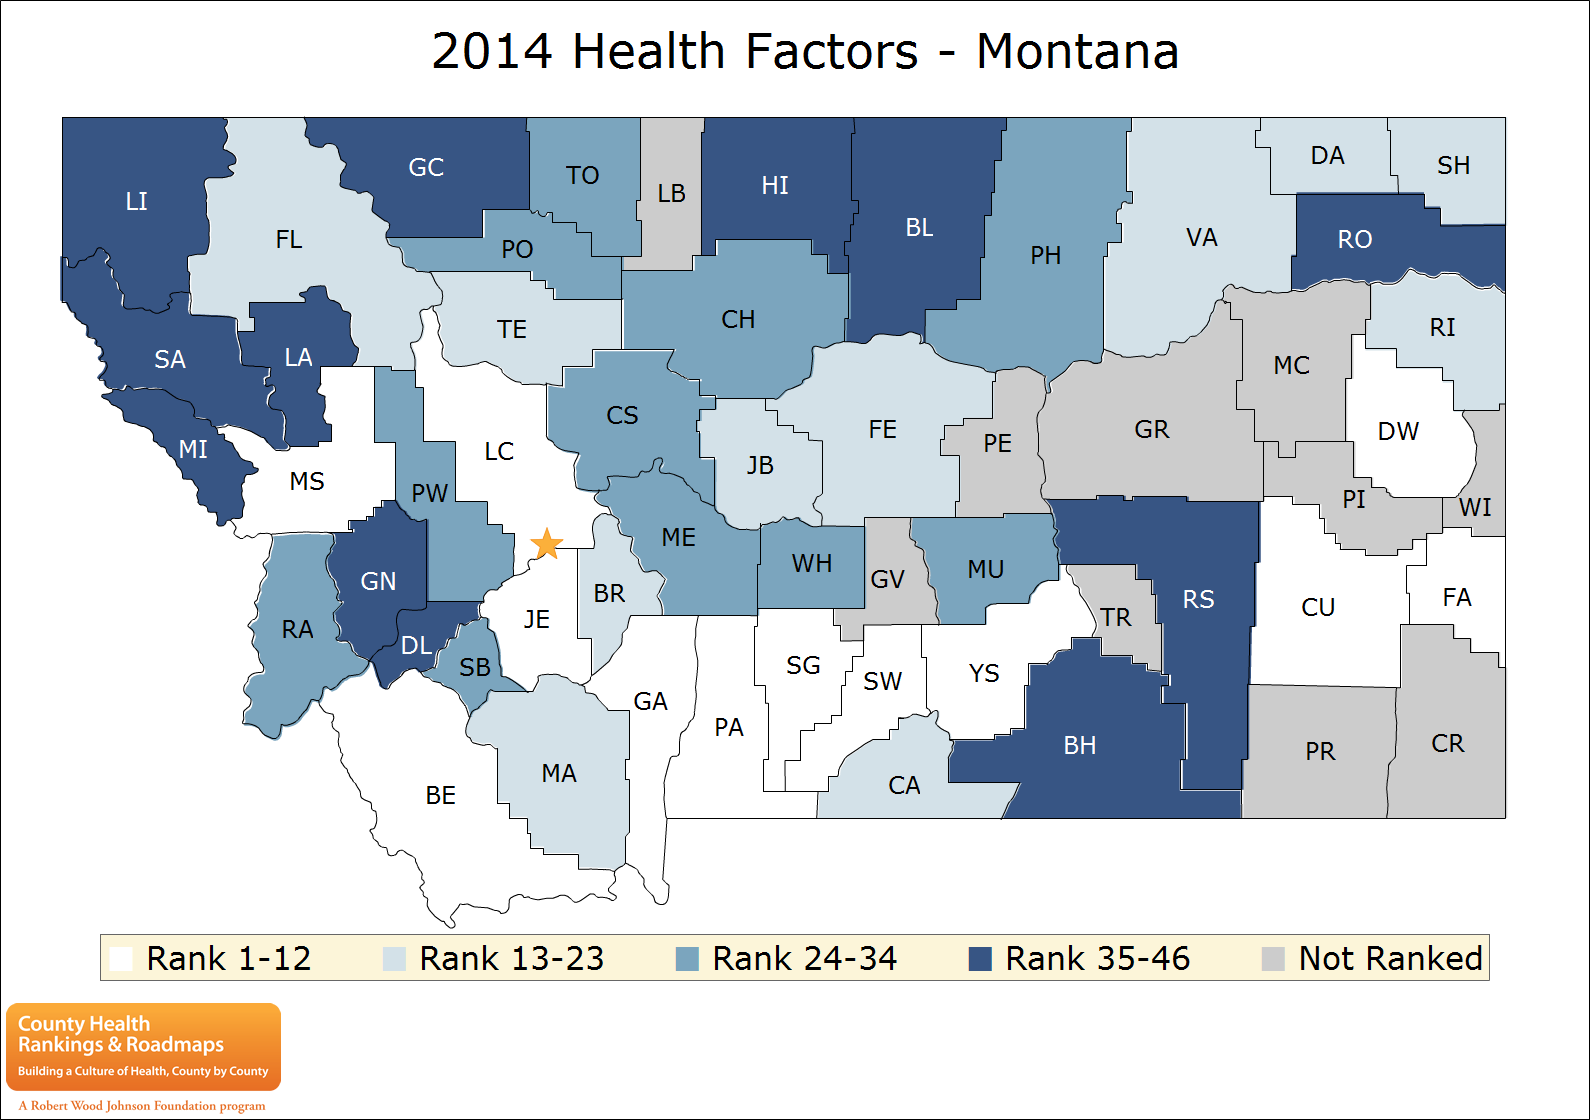 2014 Health Factors - Montana
LI
FL
GC
TO
LB
HI
BL
PH
VA
DA
SH
RO
PO
TE
CH
RI
SA
LA
MC
CS
FE
JB
PE
GR
DW
MI
MS
LC
PW
PI
WI
ME
WH
GV
MU
GN
BR
RS
CU
FA
RA
JE
TR
DL
SB
SG
SW
YS
GA
PA
BH
PR
CR
BE
MA
CA
Rank 1-12 Rank 13-23 Rank 24-34 Rank 35-46 Not Ranked
County Health
Rankings & Roadmaps
Building a Culture of Health, County by County
A Robert Wood Johnson Foundation program